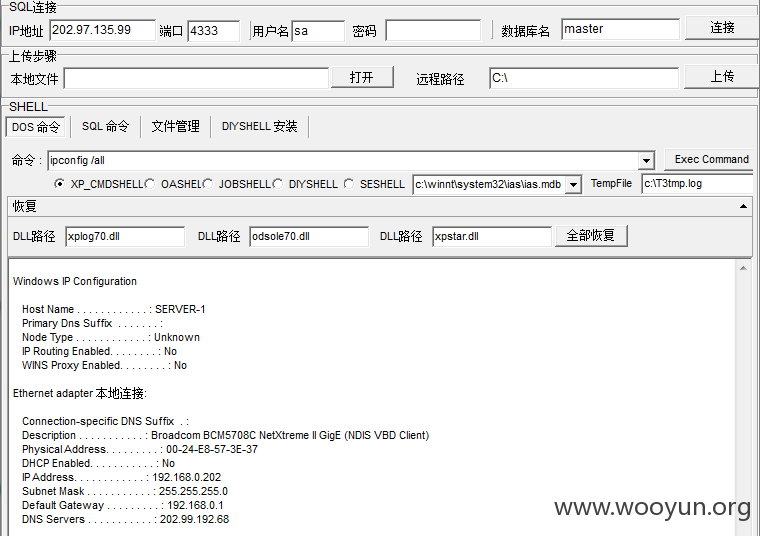 SQL连接
IP地址 202.97.135.99 端口 4333 用户名 sa 密码 数据库名 master 连接
上传步骤
本地文件 打开 远程路径 C:\ 上传
SHELL
DOS 命令 SQL 命令 文件管理 DIYSHELL 安装
命令 : ipconfig /all Exec Command
XP_CMDSHELL OASHEL JOBSHELL DIYSHELL SESHELL c:\winnt\system32\ias\ias.mdb TempFile c:\T3tmp.log
恢复
DLL路径 xplog70.dll DLL路径 odsole70.dll DLL路径 xpstar.dll 全部恢复
Windows IP Configuration
Host Name . . . . . . . . . . . . : SERVER-1
Primary Dns Suffix . . . . . . . :
Node Type . . . . . . . . . . . . : Unknown
IP Routing Enabled. . . . . . . . : No
WINS Proxy Enabled. . . . . . . . : No
Ethernet adapter 本地连接:
Connection-specific DNS Suffix . :
Description . . . . . . . . . . . : Broadcom BCM5708C NetXtreme II GigE (NDIS VBD Client)
Physical Address. . . . . . . . . : 00-24-E8-57-3E-37
DHCP Enabled. . . . . . . . . . . : No
IP Address. . . . . . . . . . . . : 192.168.0.202
Subnet Mask . . . . . . . . . . . : 255.255.255.0
Default Gateway . . . . . . . . . : 192.168.0.1
DNS Servers . . . . . . . . . . . : 202.99.192.68
www.wooyun.org